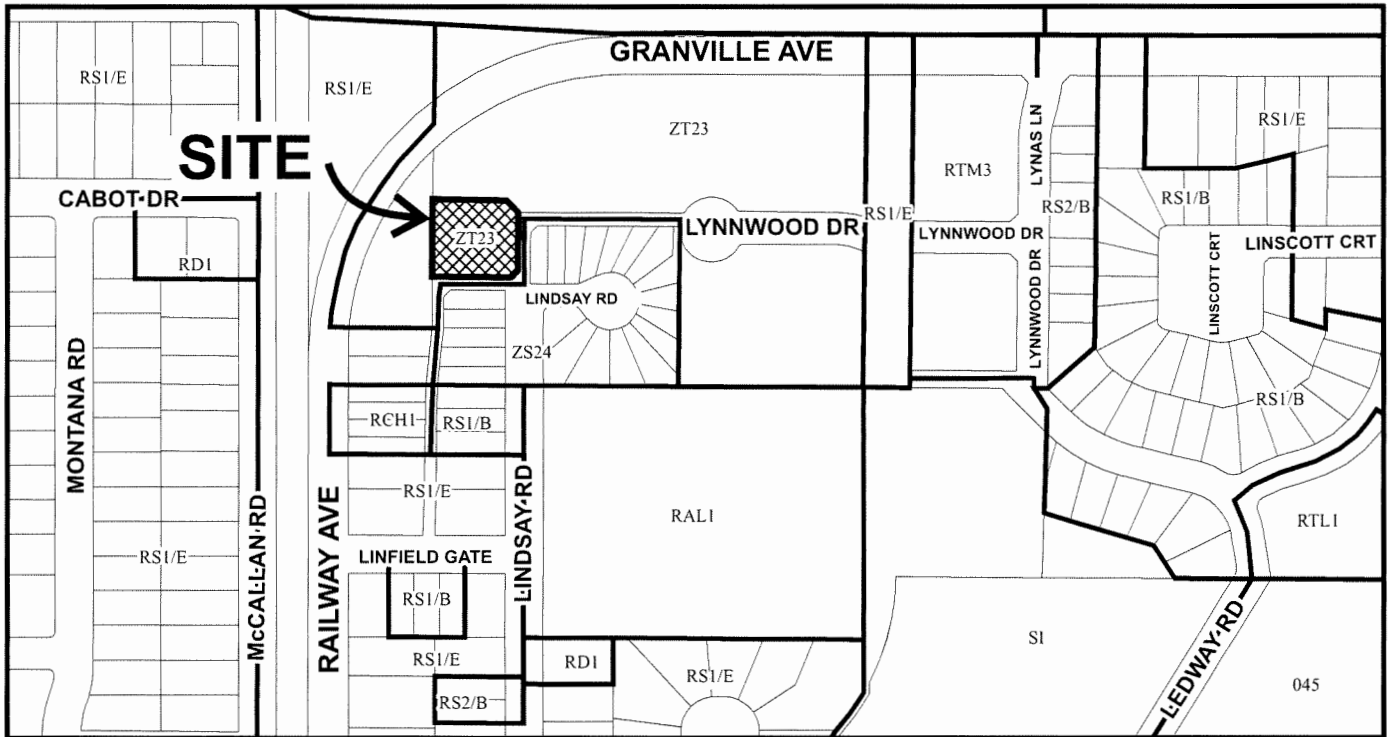 GRANVILLE AVE
RS1/E
RS1/E
ZT23
RS1/E
SITE
RTM3
LYNAS LN
CABOT DR
RS1/B
RS2/B
RS1/E
ZT23
LYNNWOOD DR
LYNNWOOD DR
LINSCOTT CRT
RD1
LINDSAY RD
LINSCOTT CRT
LYNNWOOD DR
ZS24
MONTANA RD
RCH1
RS1/B
RS1/B
RS1/E
RAL1
RTL1
McCALLAN RD
RAILWAY AVE
LINDSAY RD
RS1/E
LINFIELD GATE
RS1/B
S1
RS1/E
RD1
RS1/E
LEDWAY RD
045
RS2/B